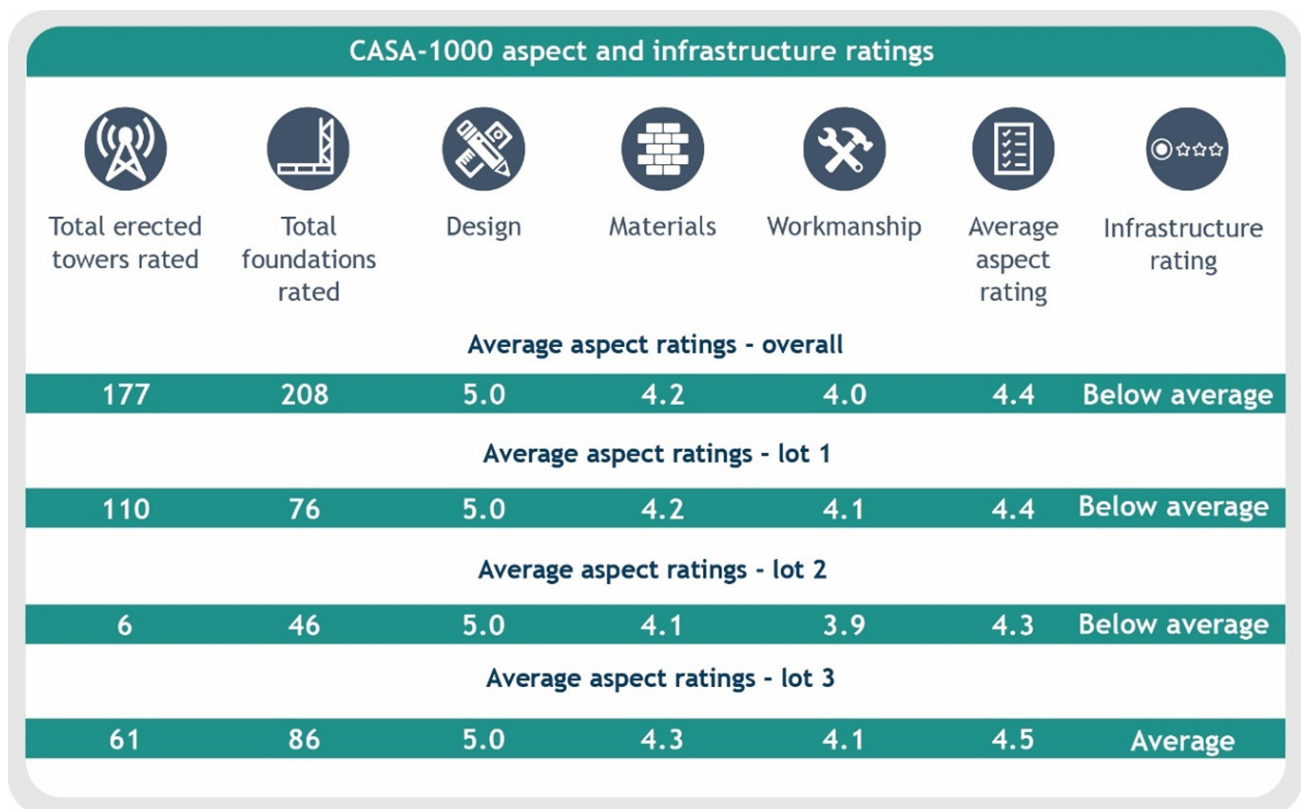 CASA-1000 aspect and infrastructure ratings
Total erected
towers rated
Total
foundations
rated
Design
Materials
Workmanship
Average
aspect
rating
Infrastructure
rating
Average aspect ratings - overall
177 208 5.0 4.2 4.0 4.4 Below average
Average aspect ratings - lot 1
110 76 5.0 4.2 4.1 4.4 Below average
Average aspect ratings - lot 2
6 46 5.0 4.1 3.9 4.3 Below average
Average aspect ratings - lot 3
61 86 5.0 4.3 4.1 4.5 Average